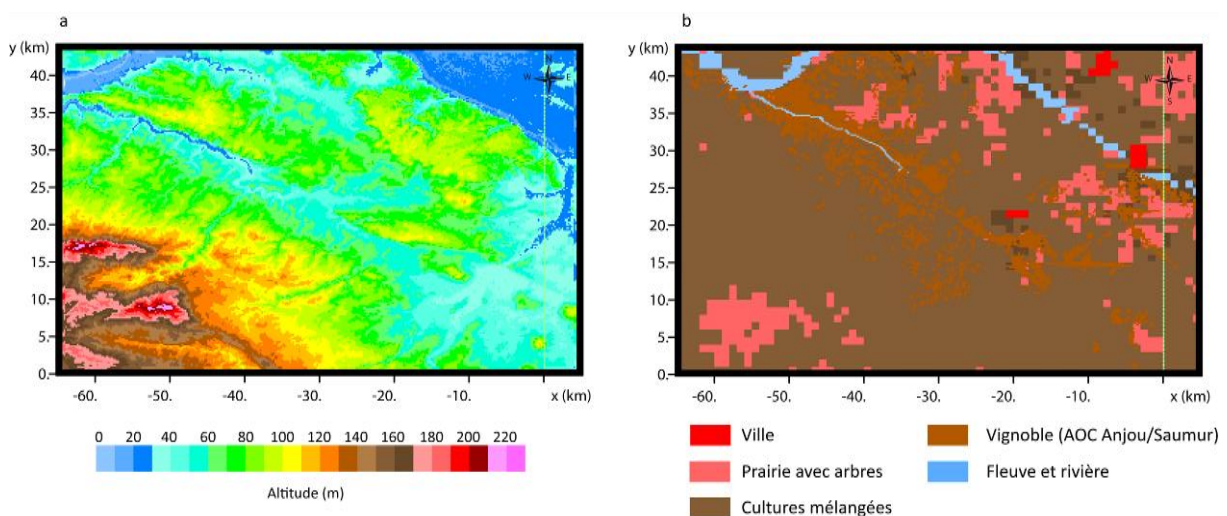 a
y (km)
40.
35.
30.
25.
20.
15.
10.
5.
0.
N
W E
S
-60. -50. -40. -30. -20. -10. x (km)
0 20 40 60 80 100 120 140 160 180 200 220
Altitude (m)
b
y (km)
40.
35.
30.
25.
20.
15.
10.
5.
0.
N
W E
S
-60. -50. -40. -30. -20. -10. x (km)
Ville
Prairie avec arbres
Cultures mélangées
Vignoble (AOC Anjou/Saumur)
Fleuve et rivière